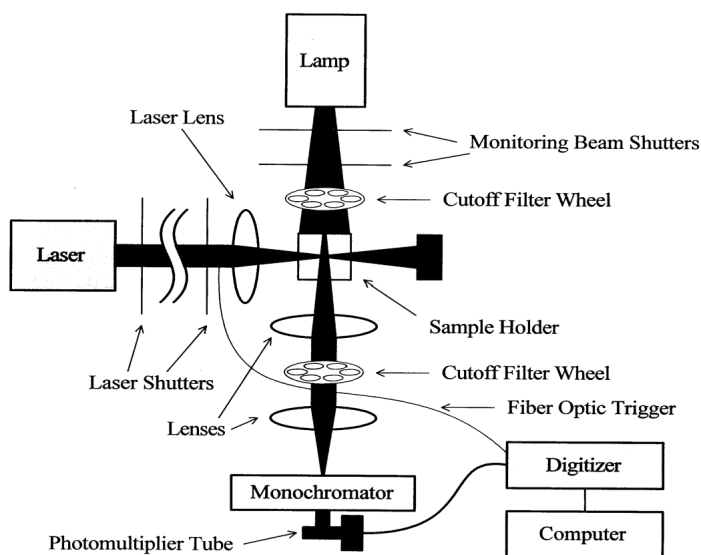 Lamp
Laser Lens
Monitoring Beam Shutters
Cutoff Filter Wheel
Laser
Sample Holder
Laser Shutters
Cutoff Filter Wheel
Fiber Optic Trigger
Lenses
Digitizer
Monochromator
Photomultiplier Tube
Computer